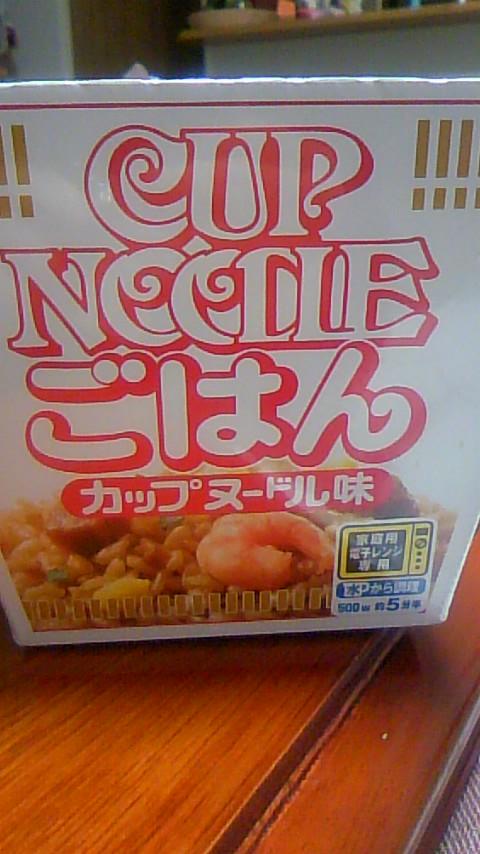 CUP
NOODLE
ごはん
カップヌードル味
家庭用
電子レンジ
専用
水から調理
500W 約5分半